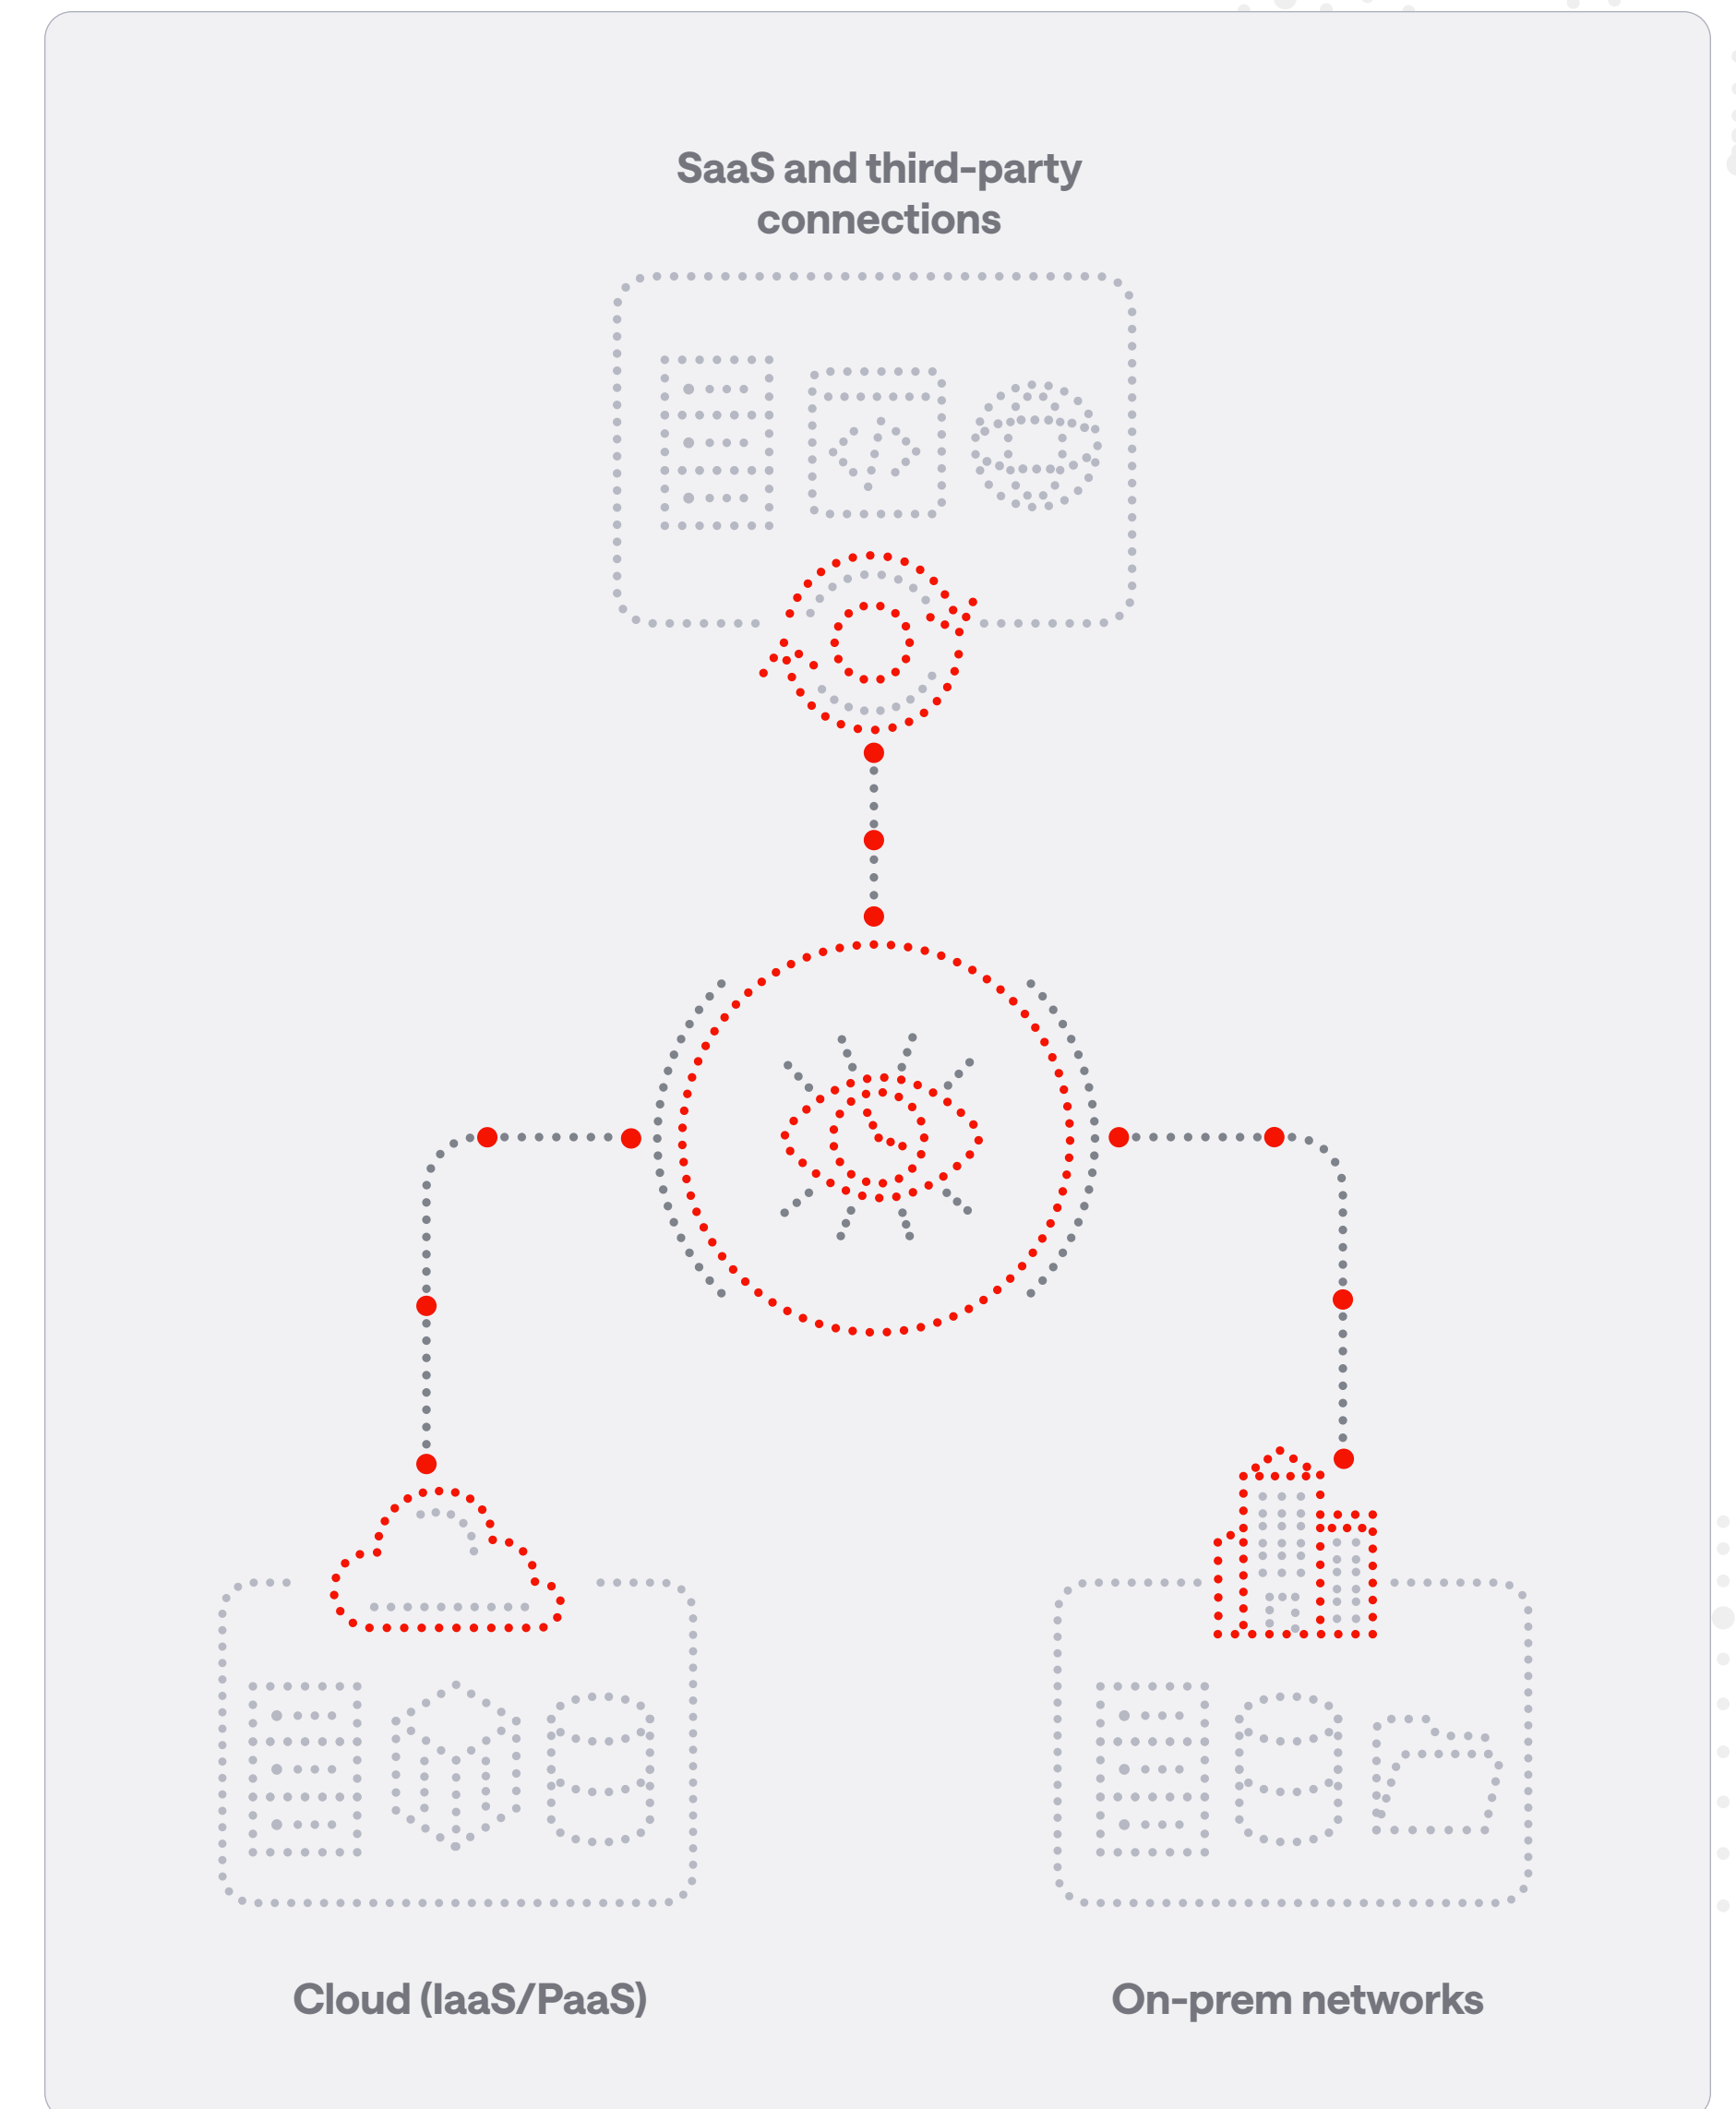 SaaS and third-party
connections
Cloud (IaaS/PaaS)
On-prem networks